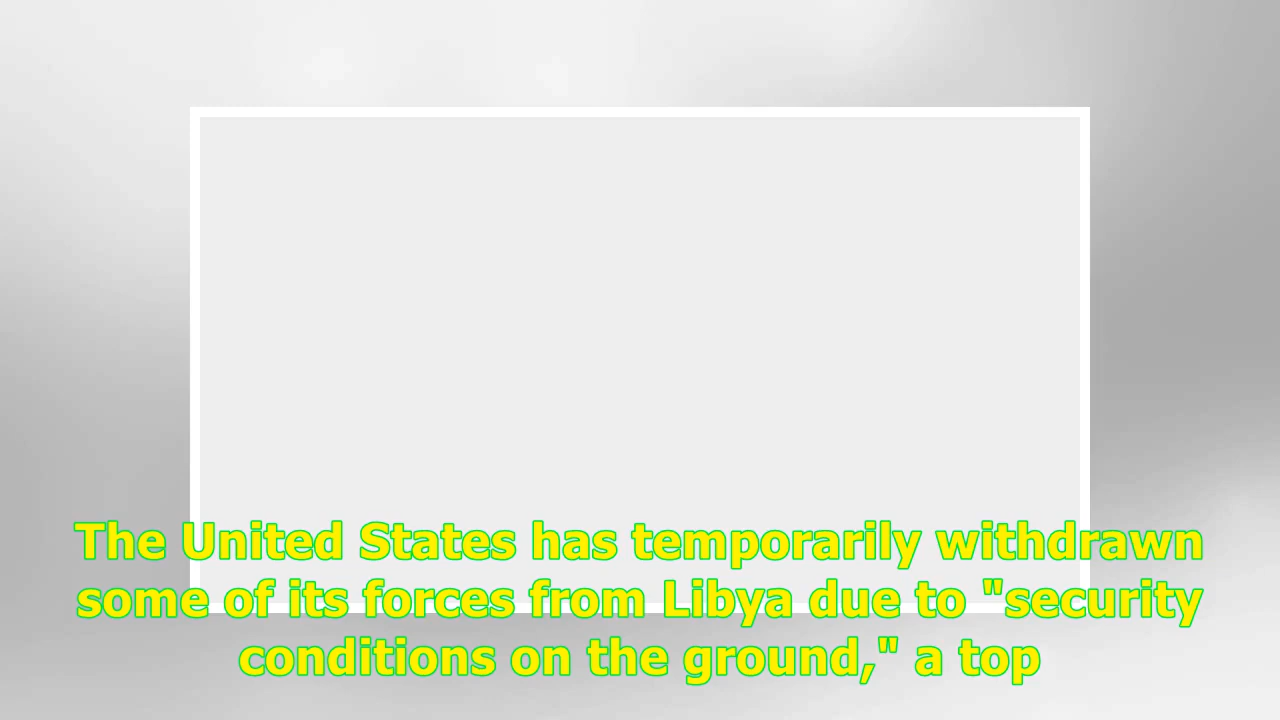 The United States has temporarily withdrawn
some of its forces from Libya due to "security
conditions on the ground," a top